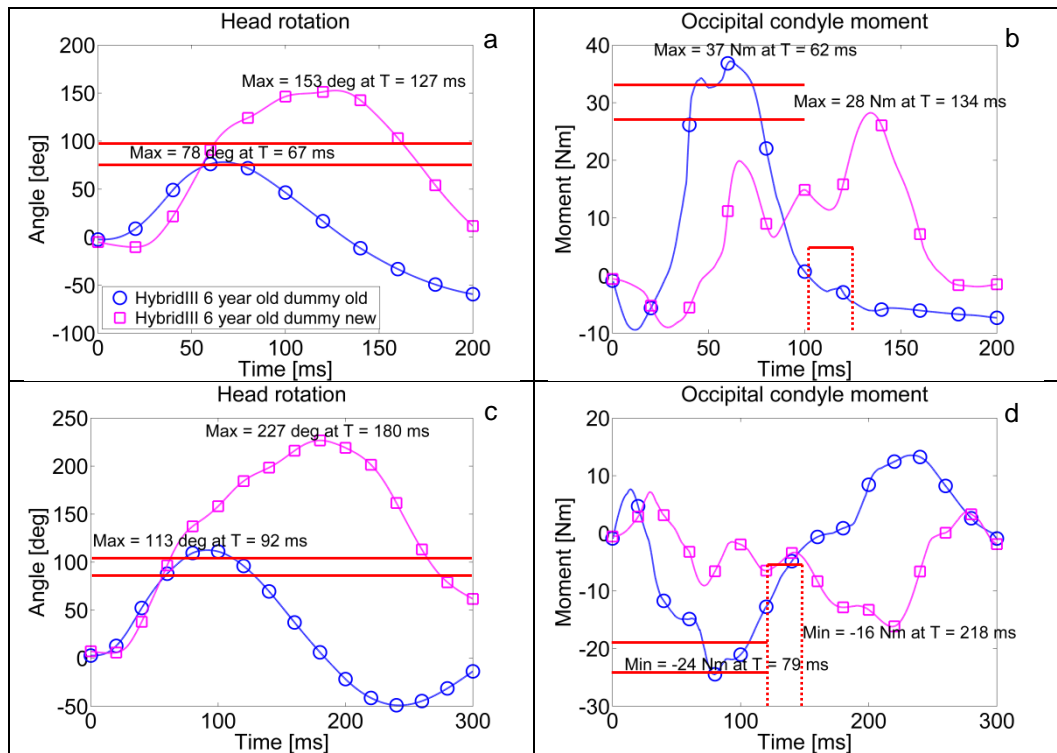 Head rotation
a
200
150
100
50
0
-50
-100
Angle [deg]
Max = 153 deg at T = 127 ms
Max = 78 deg at T = 67 ms
HybridIII 6 year old dummy old
HybridIII 6 year old dummy new
0 50 100 150 200
Time [ms]
Occipital condyle moment
b
40
30
20
10
0
-10
Moment [Nm]
Max = 37 Nm at T = 62 ms
Max = 28 Nm at T = 134 ms
0 50 100 150 200
Time [ms]
Head rotation
c
250
200
150
100
50
0
-50
Angle [deg]
Max = 227 deg at T = 180 ms
Max = 113 deg at T = 92 ms
0 100 200 300
Time [ms]
Occipital condyle moment
d
20
10
0
-10
-20
-30
Moment [Nm]
Min = -16 Nm at T = 218 ms
Min = -24 Nm at T = 79 ms
0 100 200 300
Time [ms]